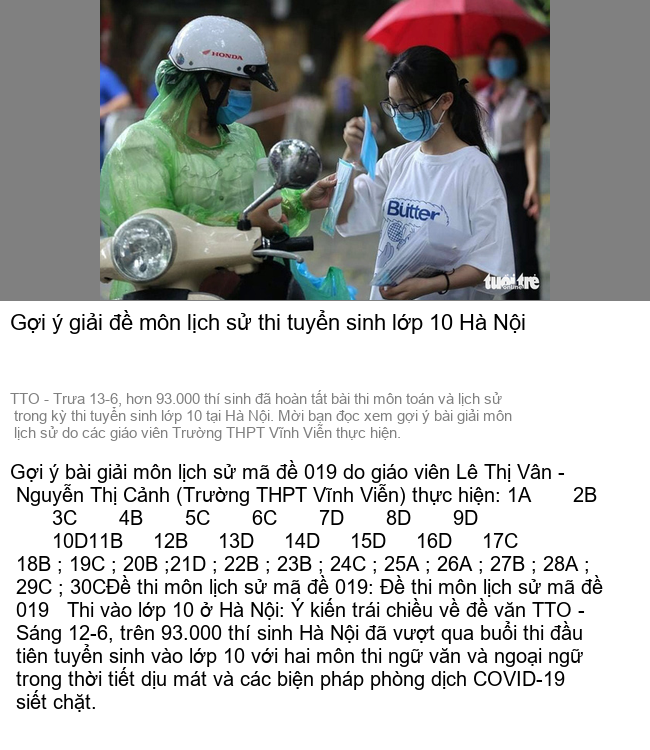 HONDA
Bütter
tuổi trẻ
online
Gợi ý giải đề môn lịch sử thi tuyển sinh lớp 10 Hà Nội
TTO - Trưa 13-6, hơn 93.000 thí sinh đã hoàn tất bài thi môn toán và lịch sử
trong kỳ thi tuyển sinh lớp 10 tại Hà Nội. Mời bạn đọc xem gợi ý bài giải môn
lịch sử do các giáo viên Trường THPT Vĩnh Viễn thực hiện.
Gợi ý bài giải môn lịch sử mã đề 019 do giáo viên Lê Thị Vân -
Nguyễn Thị Cảnh (Trường THPT Vĩnh Viễn) thực hiện: 1A 2B
3C 4B 5C 6C 7D 8D 9D
10D11B 12B 13D 14D 15D 16D 17C
18B ; 19C ; 20B ;21D ; 22B ; 23B ; 24C ; 25A ; 26A ; 27B ; 28A ;
29C ; 30CĐề thi môn lịch sử mã đề 019: Đề thi môn lịch sử mã đề
019 Thi vào lớp 10 ở Hà Nội: Ý kiến trái chiều về đề văn TTO -
Sáng 12-6, trên 93.000 thí sinh Hà Nội đã vượt qua buổi thi đầu
tiên tuyển sinh vào lớp 10 với hai môn thi ngữ văn và ngoại ngữ
trong thời tiết dịu mát và các biện pháp phòng dịch COVID-19
siết chặt.